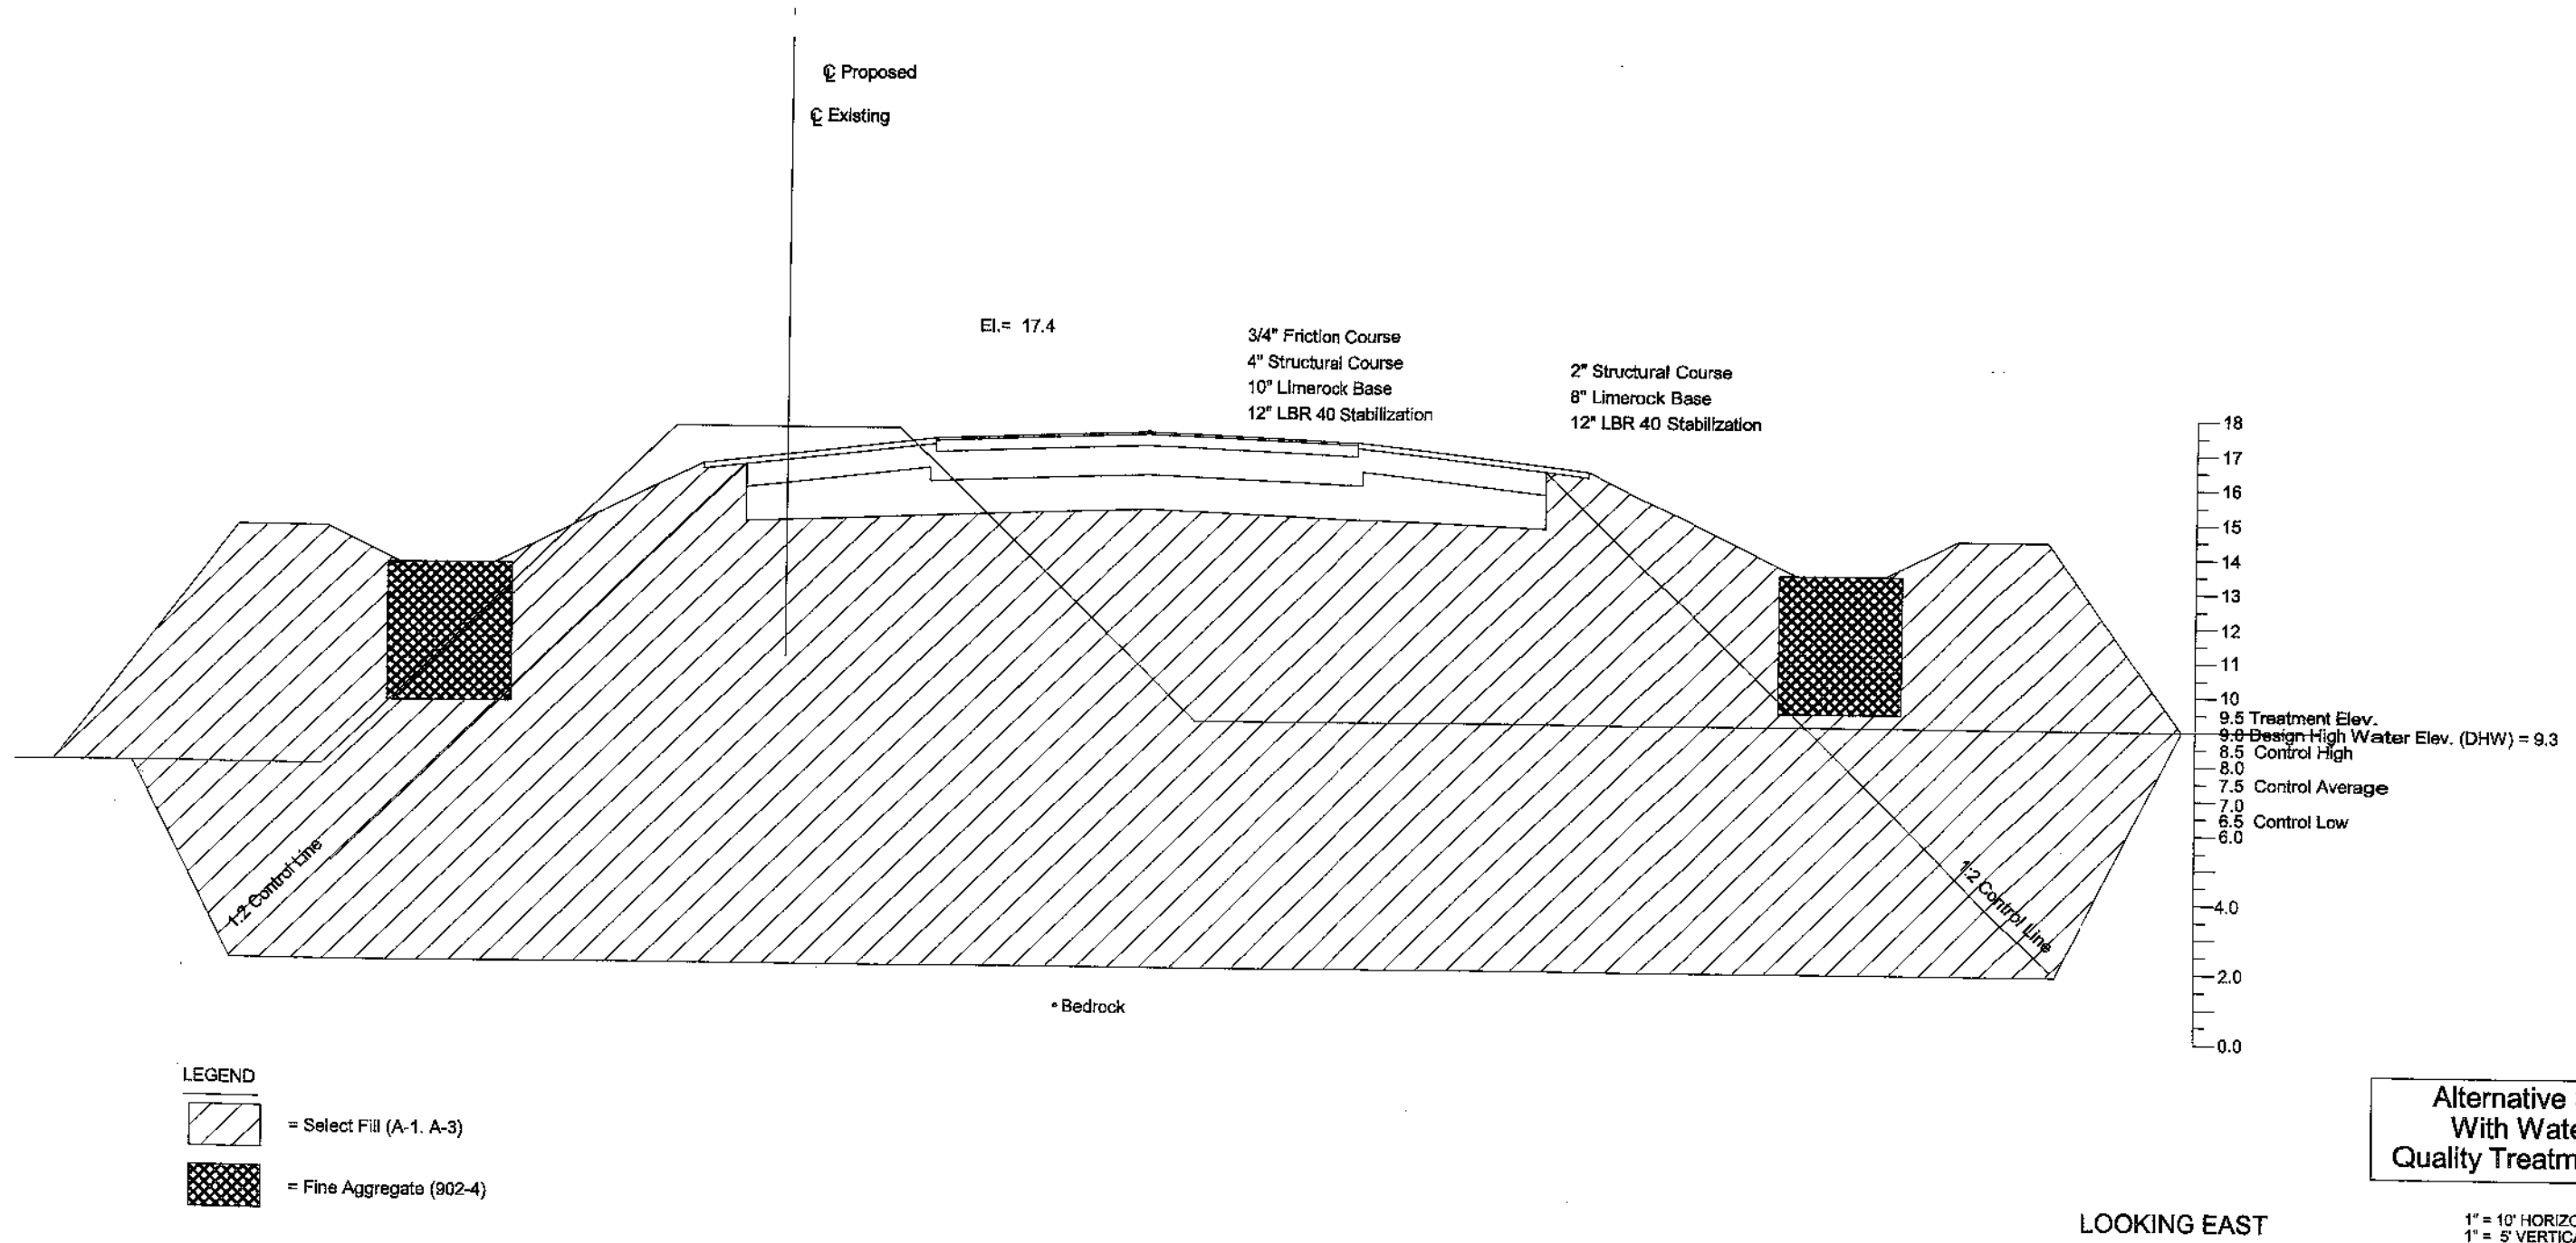 ℄ Proposed
℄ Existing
El.= 17.4
3/4" Friction Course
4" Structural Course
10" Limerock Base
12" LBR 40 Stabilization
2" Structural Course
8" Limerock Base
12" LBR 40 Stabilization
18
17
16
15
14
13
12
11
10
9.5 Treatment Elev.
9.0 Design High Water Elev. (DHW) = 9.3
8.5 Control High
8.0
7.5 Control Average
7.0
6.5 Control Low
6.0
4.0
2.0
0.0
1:2 Control Line
1:2 Control Line
Bedrock
LEGEND
= Select Fill (A-1. A-3)
= Fine Aggregate (902-4)
Alternative
With Wate
Quality Treatm
LOOKING EAST
1" = 10' HORIZO
1" = 5' VERTICA